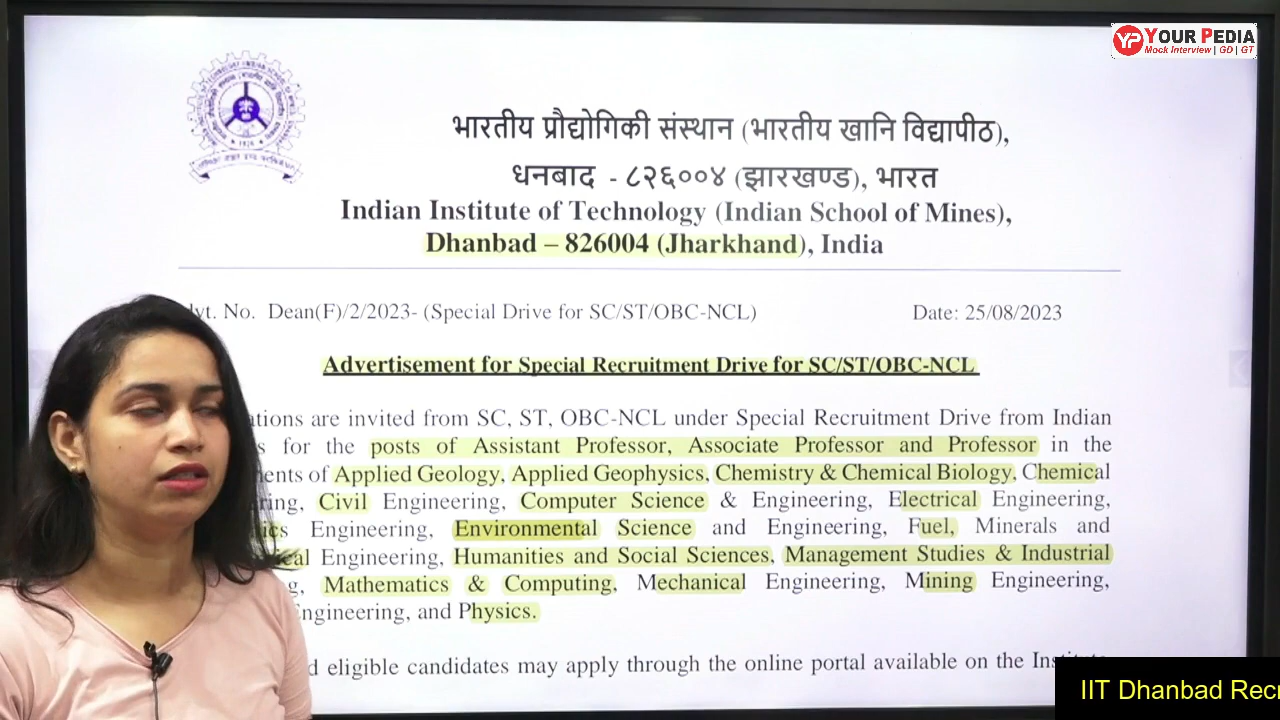 YP YOUR PEDIA
Mock Interview | GD | GT
भारतीय प्रौद्योगिकी संस्थान (भारतीय खनि विद्यापीठ),
धनबाद - ८२६००४ (झारखण्ड), भारत
Indian Institute of Technology (Indian School of Mines),
Dhanbad – 826004 (Jharkhand), India
No. Dean(F)/2/2023- (Special Drive for SC/ST/OBC-NCL) Date: 25/08/2023
Advertisement for Special Recruitment Drive for SC/ST/OBC-NCL
are invited from SC, ST, OBC-NCL under Special Recruitment Drive from Indian
for the posts of Assistant Professor, Associate Professor and Professor in the
of Applied Geology, Applied Geophysics, Chemistry & Chemical Biology, Chemical
Civil Engineering, Computer Science & Engineering, Electrical Engineering,
Engineering, Environmental Science and Engineering, Fuel, Minerals and
Engineering, Humanities and Social Sciences, Management Studies & Industrial
Mathematics & Computing, Mechanical Engineering, Mining Engineering,
Engineering, and Physics.
eligible candidates may apply through the online portal available on the
IIT Dhanbad